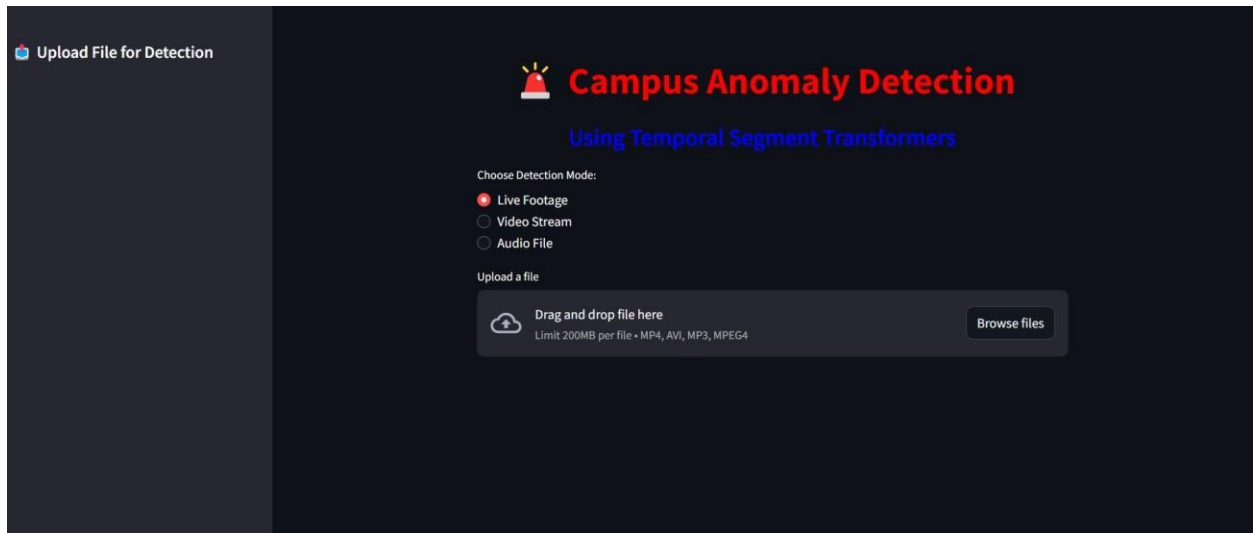 Upload File for Detection
Campus Anomaly Detection
Using Temporal Segment Transformers
Choose Detection Mode:
Live Footage
Video Stream
Audio File
Upload a file
Drag and drop file here
Limit 200MB per file • MP4, AVI, MP3, MPEG4
Browse files